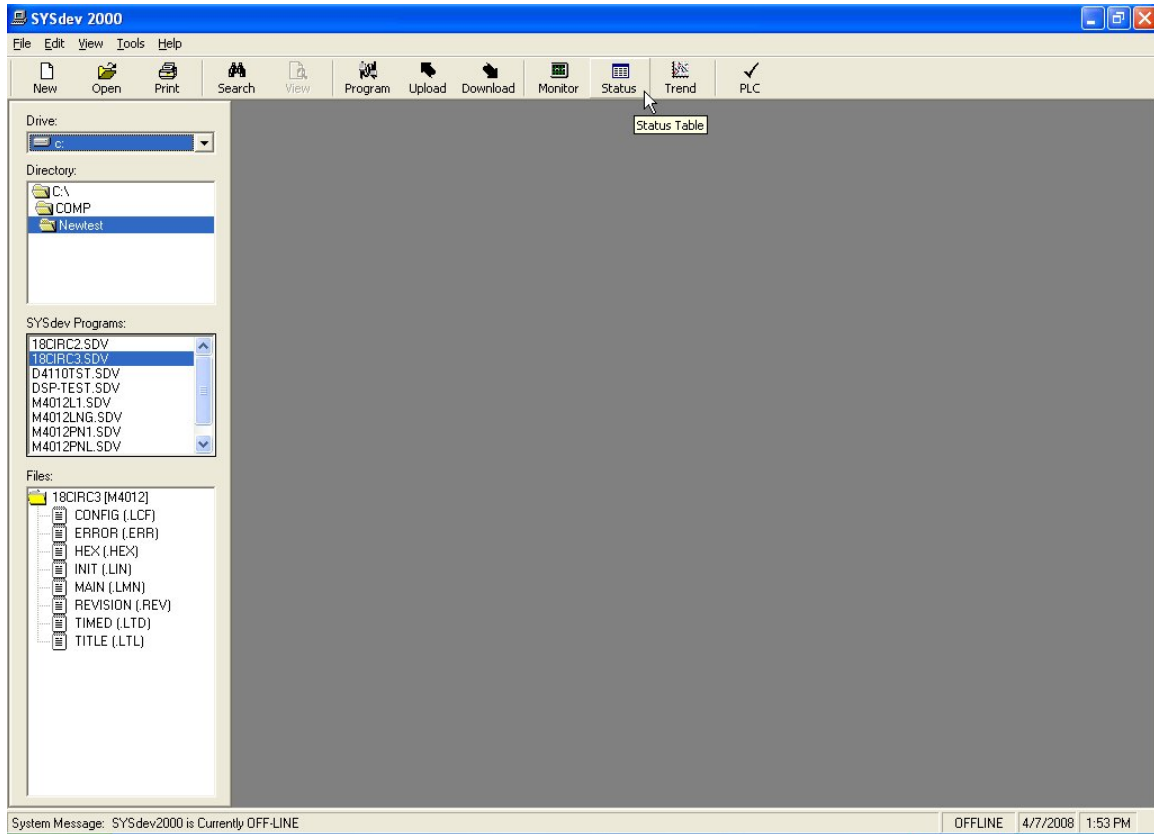 SYSdev 2000
File Edit View Tools Help
New Open Print Search View Program Upload Download Monitor Status Trend PLC
Status Table
Drive:
c:
Directory:
C:\
COMP
Newtest
SYSdev Programs:
18CIRC2.SDV
18CIRC3.SDV
D4110TST.SDV
DSP-TEST.SDV
M4012L1.SDV
M4012LNG.SDV
M4012PN1.SDV
M4012PNL.SDV
Files:
18CIRC3 [M4012]
CONFIG (.LCF)
ERROR (.ERR)
HEX (.HEX)
INIT (.LIN)
MAIN (.LMN)
REVISION (.REV)
TIMED (.LTD)
TITLE (.LTL)
System Message: SYSdev2000 is Currently OFF-LINE OFFLINE 4/7/2008 1:53 PM